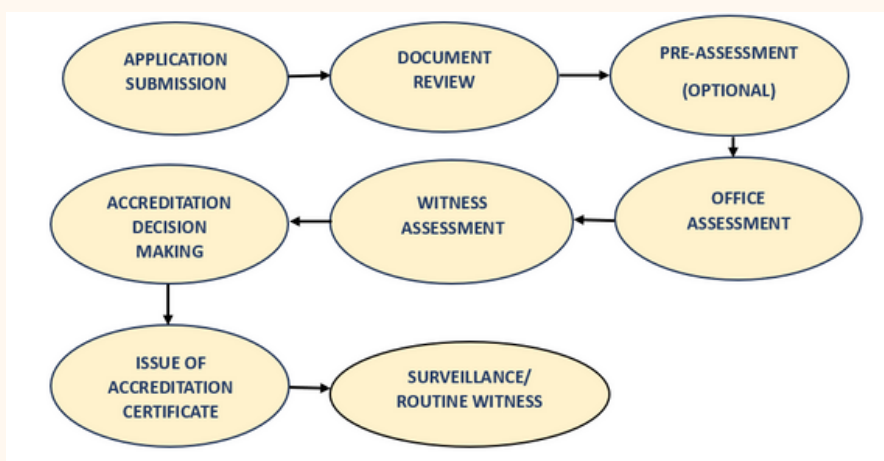 APPLICATION
SUBMISSION
DOCUMENT
REVIEW
PRE-ASSESSMENT
(OPTIONAL)
OFFICE
ASSESSMENT
WITNESS
ASSESSMENT
ACCREDITATION
DECISION
MAKING
ISSUE OF
ACCREDITATION
CERTIFICATE
SURVEILLANCE/
ROUTINE WITNESS